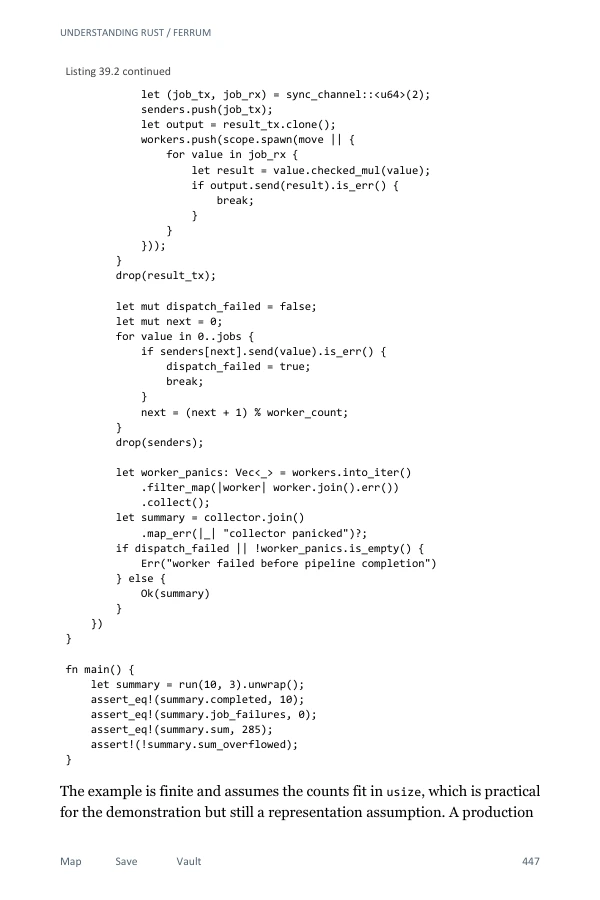 UNDERSTANDING RUST / FERRUM
Listing 39.2 continued
            let (job_tx, job_rx) = sync_channel::<u64>(2);
            senders.push(job_tx);
            let output = result_tx.clone();
            workers.push(scope.spawn(move || {
                for value in job_rx {
                    let result = value.checked_mul(value);
                    if output.send(result).is_err() {
                        break;
                    }
                }
            }));
        }
        drop(result_tx);

        let mut dispatch_failed = false;
        let mut next = 0;
        for value in 0..jobs {
            if senders[next].send(value).is_err() {
                dispatch_failed = true;
                break;
            }
            next = (next + 1) % worker_count;
        }
        drop(senders);

        let worker_panics: Vec<_> = workers.into_iter()
            .filter_map(|worker| worker.join().err())
            .collect();
        let summary = collector.join()
            .map_err(|_| "collector panicked")?;
        if dispatch_failed || !worker_panics.is_empty() {
            Err("worker failed before pipeline completion")
        } else {
            Ok(summary)
        }
    })
}

fn main() {
    let summary = run(10, 3).unwrap();
    assert_eq!(summary.completed, 10);
    assert_eq!(summary.job_failures, 0);
    assert_eq!(summary.sum, 285);
    assert!(!summary.sum_overflowed);
}
The example is finite and assumes the counts fit in usize, which is practical
for the demonstration but still a representation assumption. A production
Map Save Vault 447